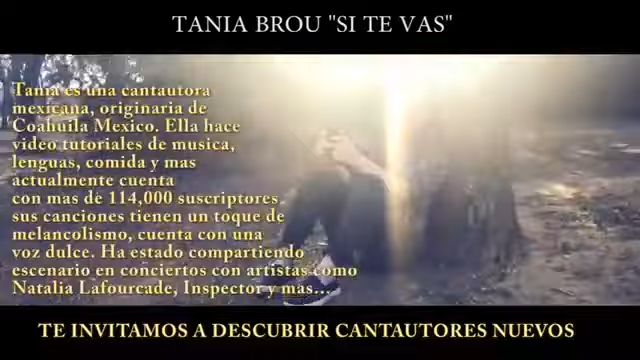 TANIA BROU "SI TE VAS"
Tania es una cantautora
mexicana, originaria de
Coahuila Mexico. Ella hace
video tutoriales de musica,
lenguas, comida y mas
actualmente cuenta
con mas de 114,000 suscriptores
sus canciones tienen un toque de
melancolismo, cuenta con una
voz dulce. Ha estado compartiendo
escenario en conciertos con artistas como
Natalia Lafourcade, Inspector y mas...
TE INVITAMOS A DESCUBRIR CANTAUTORES NUEVOS